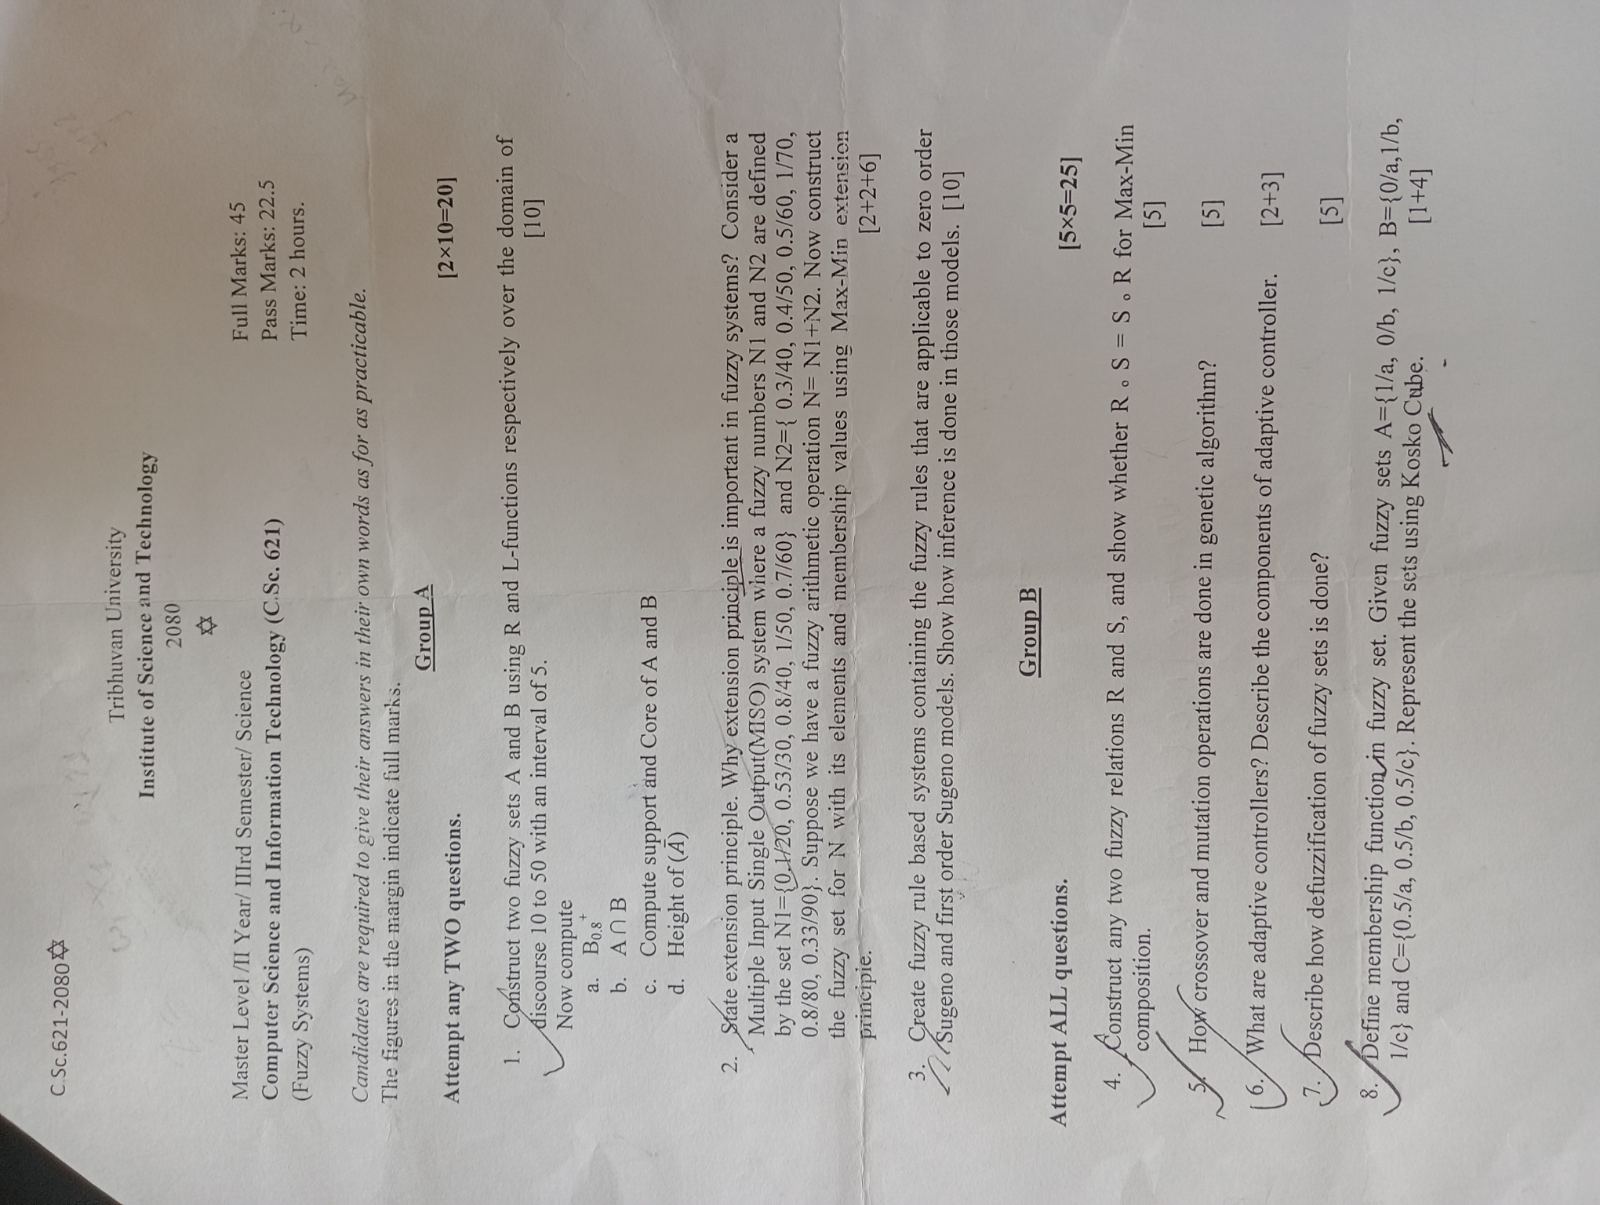 C.Sc.621-2080✡
Tribhuvan University
Institute of Science and Technology
2080
✡
Master Level /II Year/ IIIrd Semester/ Science
Full Marks: 45
Computer Science and Information Technology (C.Sc. 621)
Pass Marks: 22.5
(Fuzzy Systems)
Time: 2 hours.
Candidates are required to give their answers in their own words as for as practicable.
The figures in the margin indicate full marks.
Group A
Attempt any TWO questions. [2×10=20]
1. Construct two fuzzy sets A and B using R and L-functions respectively over the domain of
discourse 10 to 50 with an interval of 5. [10]
Now compute
a. B₀.₈⁺
b. A ∩ B
c. Compute support and Core of A and B
d. Height of (A̅)
2. State extension principle. Why extension principle is important in fuzzy systems? Consider a
Multiple Input Single Output(MISO) system where a fuzzy numbers N1 and N2 are defined
by the set N1={0.1/20, 0.53/30, 0.8/40, 1/50, 0.7/60} and N2={ 0.3/40, 0.4/50, 0.5/60, 1/70,
0.8/80, 0.33/90}. Suppose we have a fuzzy arithmetic operation N= N1+N2. Now construct
the fuzzy set for N with its elements and membership values using Max-Min extension
principle. [2+2+6]
3. Create fuzzy rule based systems containing the fuzzy rules that are applicable to zero order
Sugeno and first order Sugeno models. Show how inference is done in those models. [10]
Group B
Attempt ALL questions. [5×5=25]
4. Construct any two fuzzy relations R and S, and show whether R ∘ S = S ∘ R for Max-Min
composition. [5]
5. How crossover and mutation operations are done in genetic algorithm? [5]
6. What are adaptive controllers? Describe the components of adaptive controller. [2+3]
7. Describe how defuzzification of fuzzy sets is done? [5]
8. Define membership function in fuzzy set. Given fuzzy sets A={1/a, 0/b, 1/c}, B={0/a,1/b,
1/c} and C={0.5/a, 0.5/b, 0.5/c}. Represent the sets using Kosko Cube. [1+4]